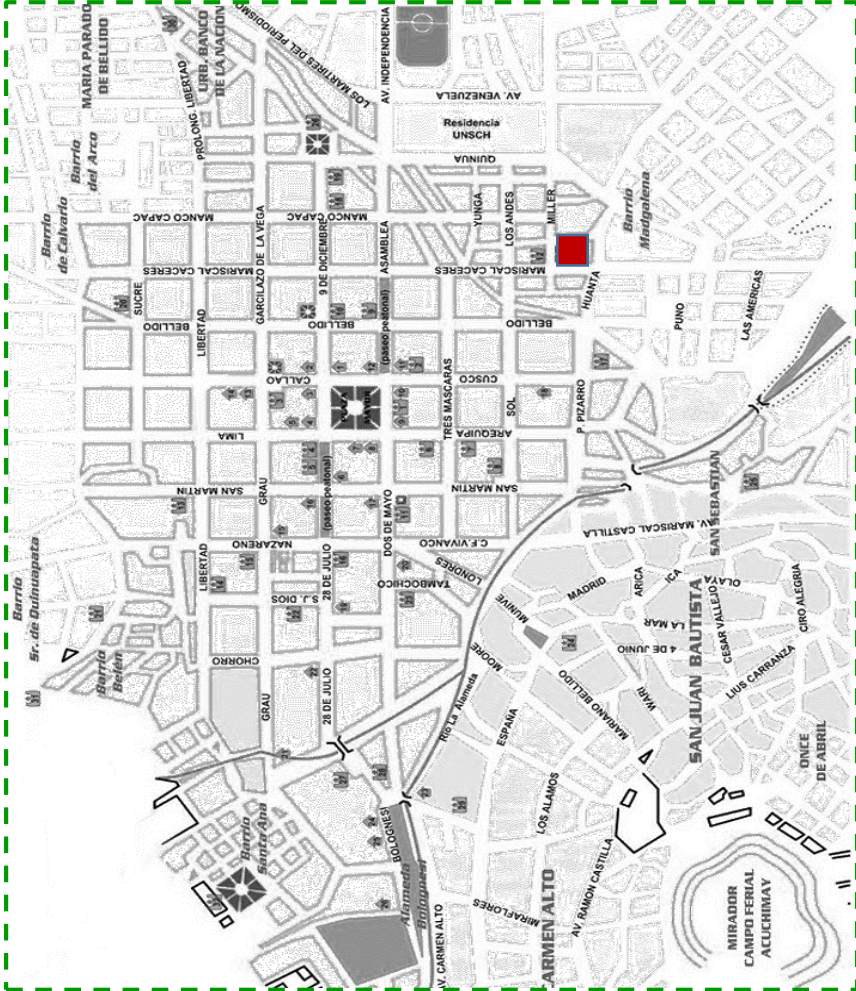 MARIA PARADO
DE BELLIDO
URB. BANCO
DE LA NACION
LOS MARTIRES DEL PERIODISMO
AV. INDEPENDENCIA
PROLONG. LIBERTAD
AV. VENEZUELA
Residencia
UNSCH
QUINUA
Barrio
del Arco
Barrio
de Calvario
MANCO CAPAC
MANCO CAPAC
YUNGA
LOS ANDES
MILLER
Barrio
Madgalena
GARCILAZO DE LA VEGA
9 DE DICIEMBRE
ASAMBLEA
MARISCAL CACERES
MARISCAL CACERES
MARISCAL CACERES
12
HUANTA
SUCRE
LIBERTAD
BELLIDO
BELLIDO
BELLIDO
(paseo peatonal)
PUNO
LAS AMERICAS
CALLAO
CUSCO
TRES MASCARAS
SOL
P. PIZARRO
PLAZA
MAYOR
LIMA
AREQUIPA
GRAU
SAN MARTIN
SAN MARTIN
(paseo peatonal)
DOS DE MAYO
SAN SEBASTIAN
AV. MARISCAL CASTILLA
NAZARENO
C.F.VIVANCO
LIBERTAD
28 DE JULIO
LONDRES
TAMBOCHICO
S.J. DIOS
Barrio
Sr. de Quinuapata
MUNIVE
MADRID
ARICA
ICA
OLAYA
LA MAR
CESAR VALLEJO
CIRO ALEGRIA
4 DE JUNIO
SAN JUAN BAUTISTA
Barrio
Belén
CHORRO
MOORE
MARIANO BELLIDO
WARI
LIUS CARRANZA
GRAU
28 DE JULIO
Rio La Alameda
ESPAÑA
ONCE
DE ABRIL
Barrio
Santa Ana
BOLOGNESI
Alameda
Bolognesi
LOS ALAMOS
AV. RAMON CASTILLA
MIRAFLORES
AV. CARMEN ALTO
CARMEN ALTO
MIRADOR
CAMPO FERIAL
ACUCHIMAY